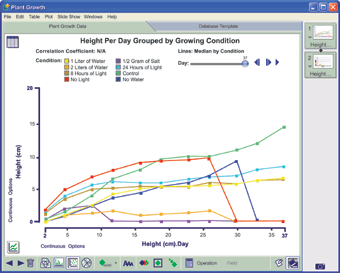 Plant Growth
File Edit Table Plot Slide Show Windows Help
Plant Growth Data
Database Template
Height Per Day Grouped by Growing Condition
Correlation Coefficient: N/A
Lines: Median by Condition
Condition:
1 Liter of Water
2 Liters of Water
8 Hours of Light
No Light
1/2 Gram of Salt
24 Hours of Light
Control
No Water
Day:
37
1
Height...
2
Height...
Height (cm)
20
15
10
5
0
2 5 10 15 20 25 30 35 37
Height (cm).Day
Continuous Options
Continuous Options
Operation
Field